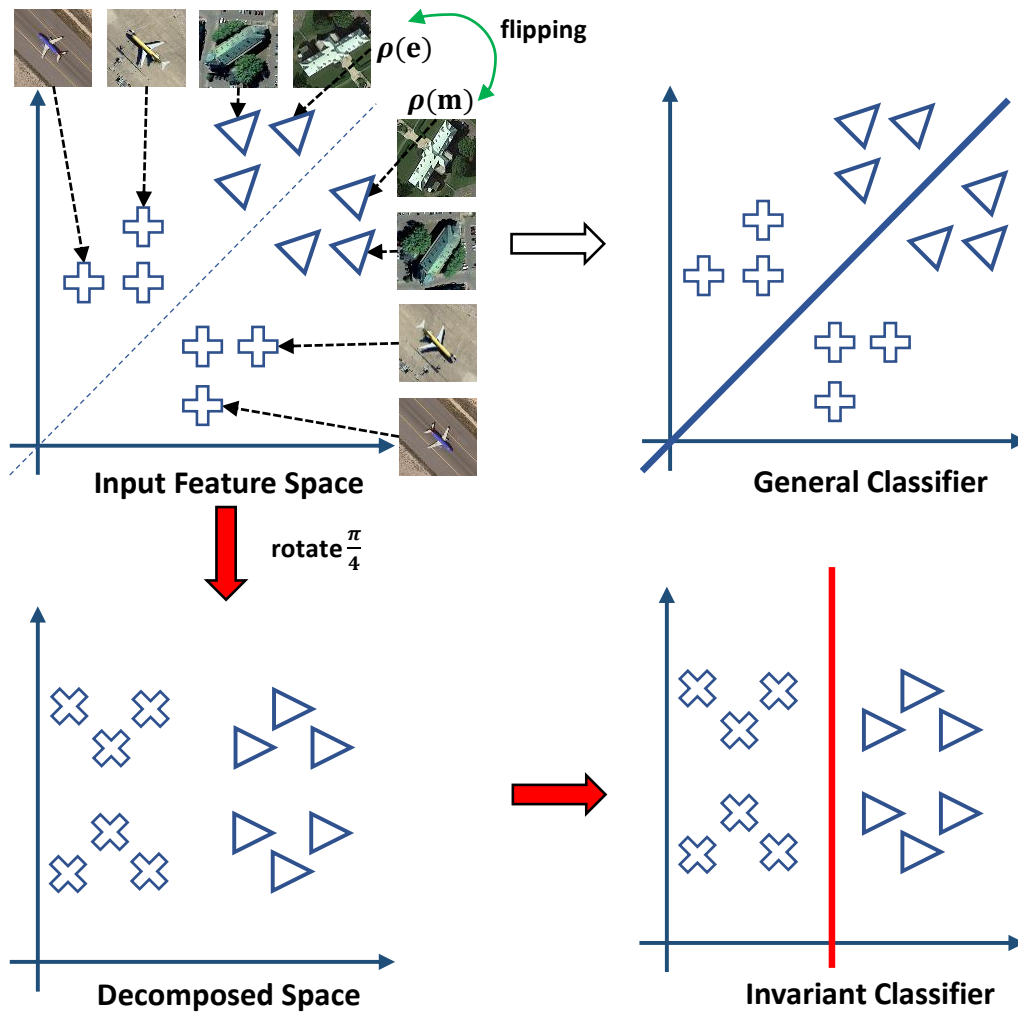 flipping
ρ(e)
ρ(m)
Input Feature Space
General Classifier
rotate π/4
Decomposed Space
Invariant Classifier